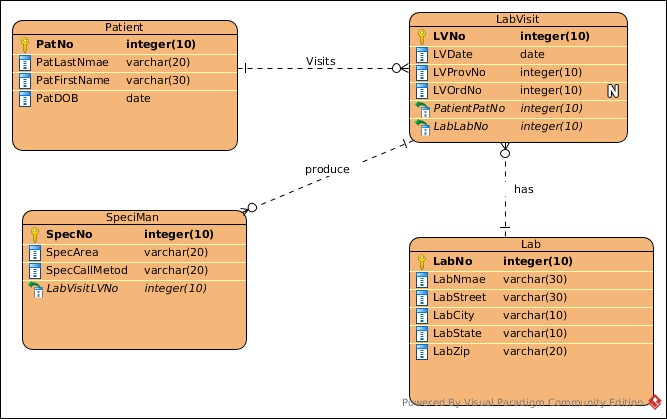 Patient
PatNo integer(10)
PatLastNmae varchar(20)
PatFirstName varchar(30)
PatDOB date
Visits
LabVisit
LVNo integer(10)
LVDate date
LVProvNo integer(10)
LVOrdNo integer(10) N
PatientPatNo integer(10)
LabLabNo integer(10)
produce
has
SpeciMan
SpecNo integer(10)
SpecArea varchar(20)
SpecCallMetod varchar(20)
LabVisitLVNo integer(10)
Lab
LabNo integer(10)
LabNmae varchar(30)
LabStreet varchar(30)
LabCity varchar(10)
LabState varchar(10)
LabZip varchar(20)
Powered By Visual Paradigm Community Edition